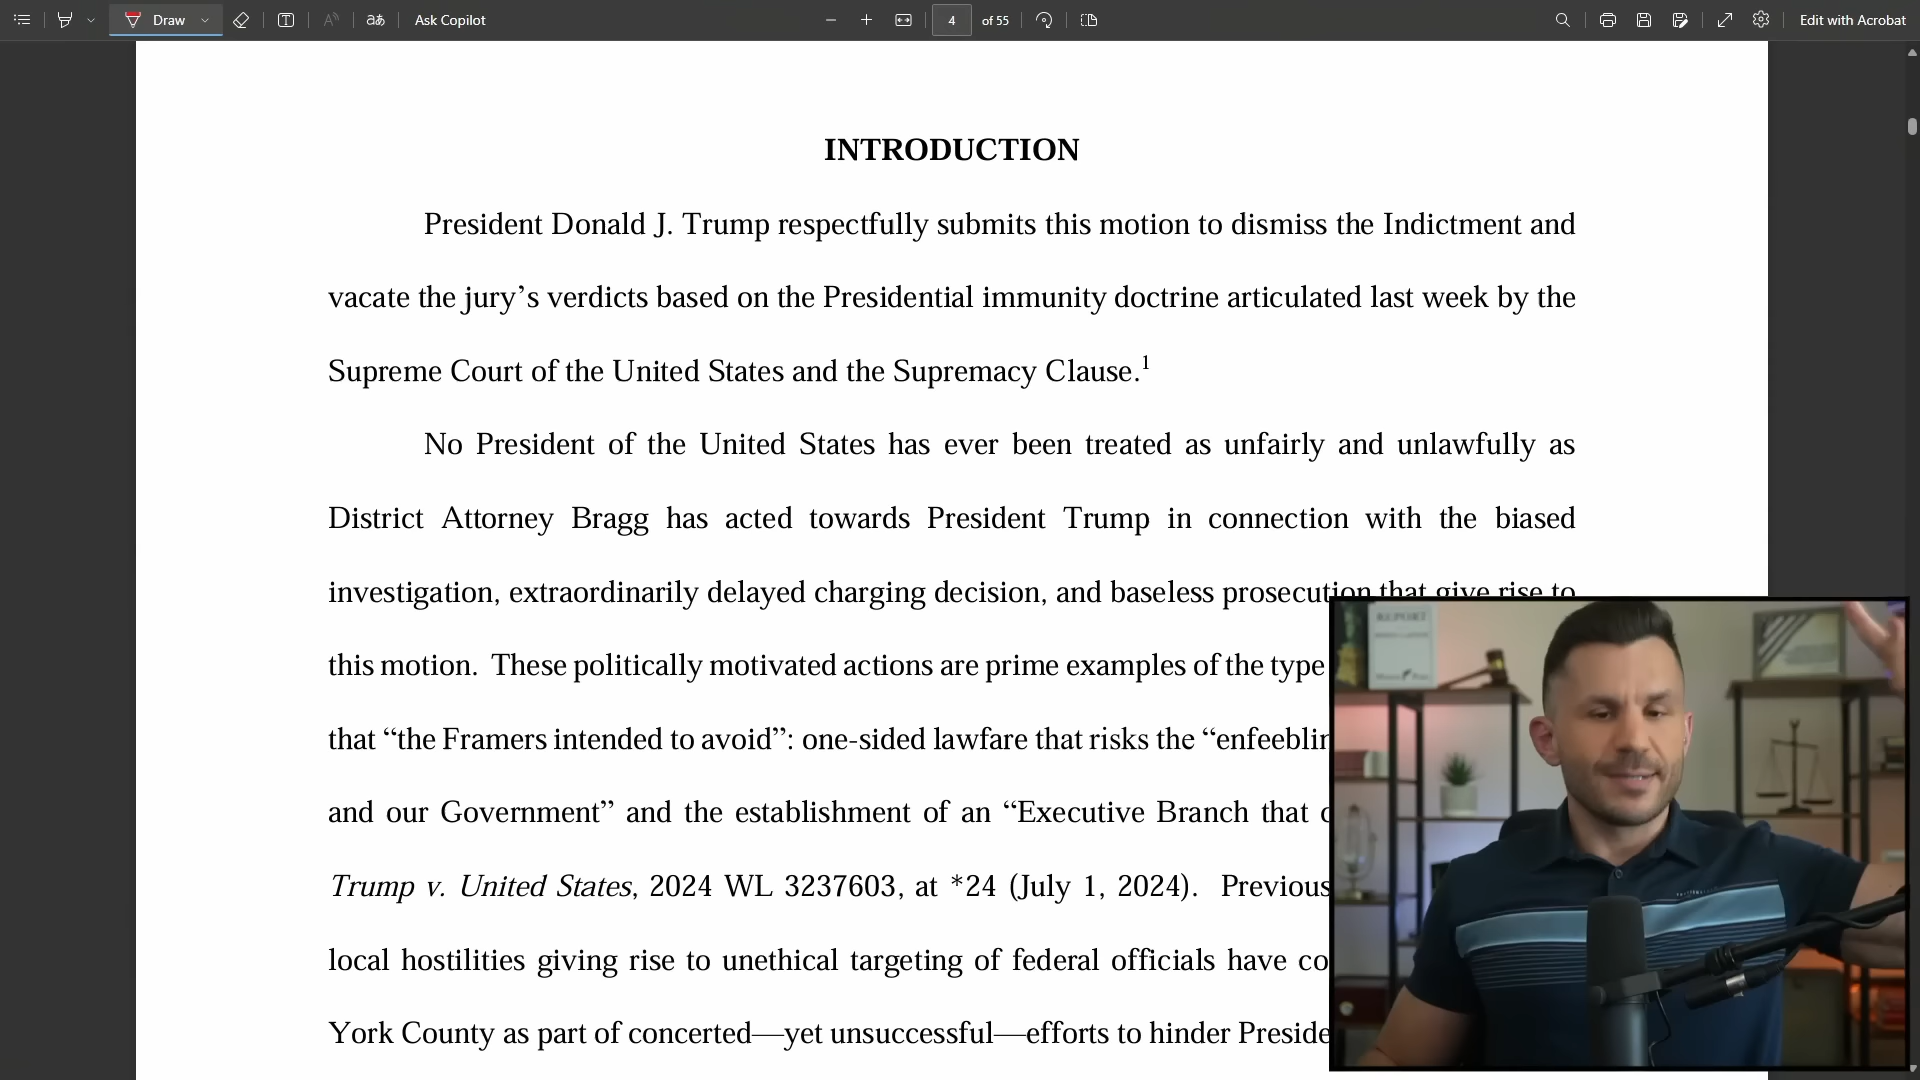 Draw
aあ
Ask Copilot
4
of 55
Edit with Acrobat
INTRODUCTION
President Donald J. Trump respectfully submits this motion to dismiss the Indictment and
vacate the jury’s verdicts based on the Presidential immunity doctrine articulated last week by the
Supreme Court of the United States and the Supremacy Clause.1
No President of the United States has ever been treated as unfairly and unlawfully as
District Attorney Bragg has acted towards President Trump in connection with the biased
investigation, extraordinarily delayed charging decision, and baseless prosecution that give rise to
this motion. These politically motivated actions are prime examples of the type
that “the Framers intended to avoid”: one-sided lawfare that risks the
and our Government” and the establishment of an “Executive Branch that
Trump v. United States, 2024 WL 3237603, at *24 (July 1, 2024).
local hostilities giving rise to unethical targeting of federal officials have
York County as part of concerted—yet unsuccessful—efforts to hinder